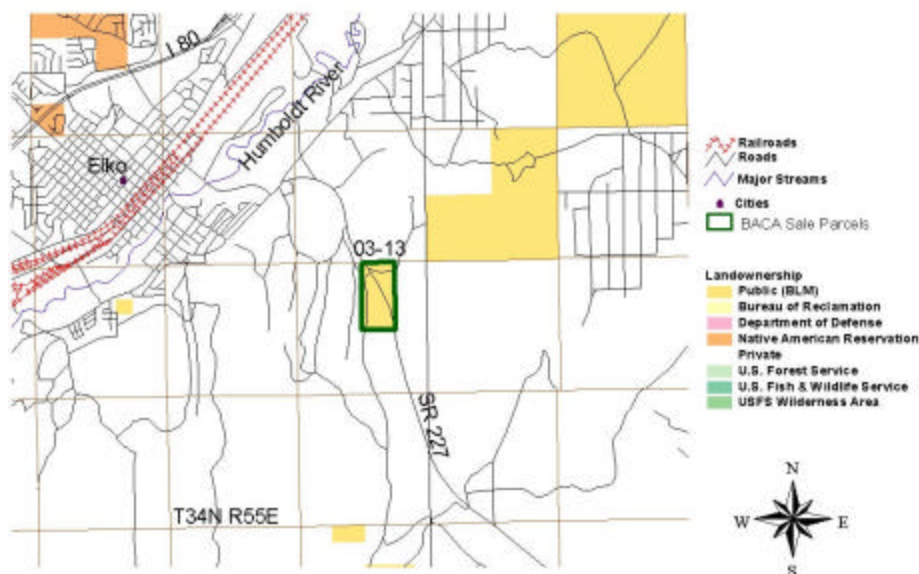 I 80
Humboldt River
Elko
03-13
SR 227
T34N R55E
Railroads
Roads
Major Streams
Cities
BACA Sale Parcels
Landownership
Public (BLM)
Bureau of Reclamation
Department of Defense
Native American Reservation
Private
U.S. Forest Service
U.S. Fish & Wildlife Service
USFS Wilderness Area
N
W E
S